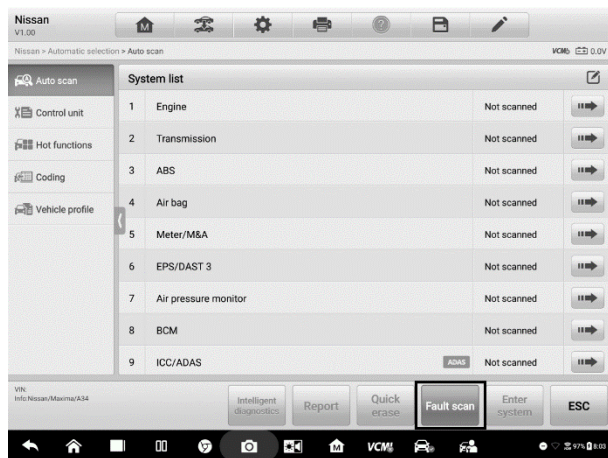 Nissan
V1.00
Nissan > Automatic selection > Auto scan
VCMI 0.0V
Auto scan
Control unit
Hot functions
Coding
Vehicle profile
System list
1 Engine Not scanned
2 Transmission Not scanned
3 ABS Not scanned
4 Air bag Not scanned
5 Meter/M&A Not scanned
6 EPS/DAST 3 Not scanned
7 Air pressure monitor Not scanned
8 BCM Not scanned
9 ICC/ADAS ADAS Not scanned
VIN:
Info:Nissan/Maxima/A34
Intelligent diagnostics
Report
Quick erase
Fault scan
Enter system
ESC
VCMI
97% 8:03